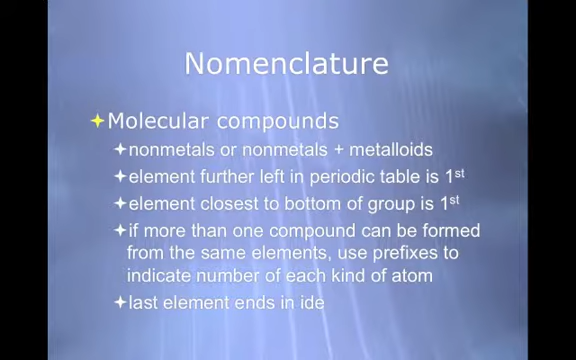 Nomenclature
Molecular compounds
nonmetals or nonmetals + metalloids
element further left in periodic table is 1st
element closest to bottom of group is 1st
if more than one compound can be formed
from the same elements, use prefixes to
indicate number of each kind of atom
last element ends in ide